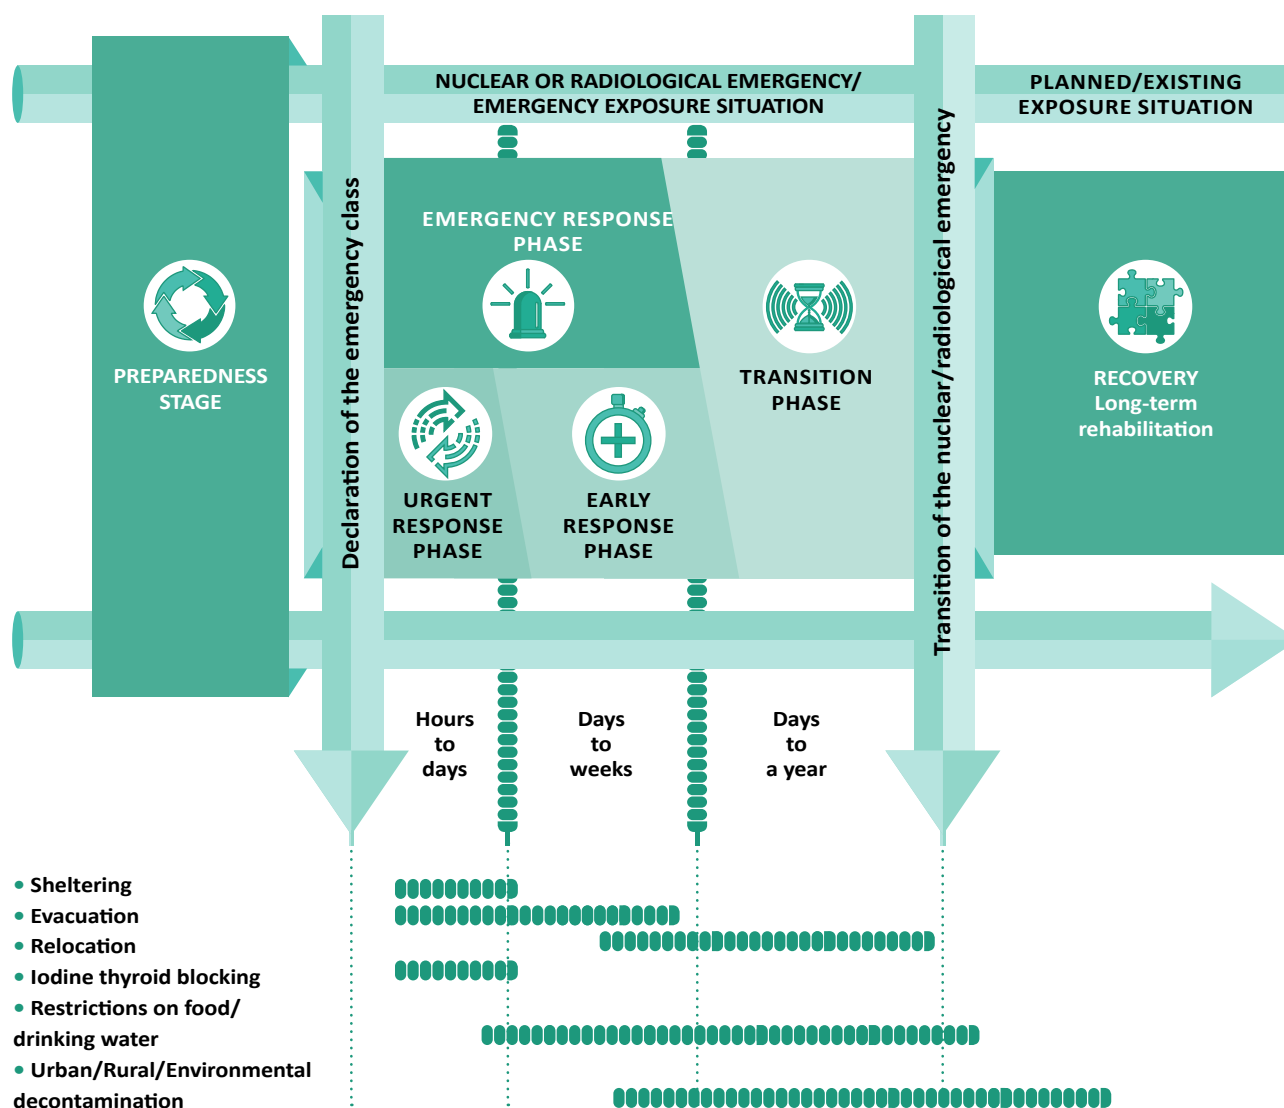 NUCLEAR OR RADIOLOGICAL EMERGENCY/
EMERGENCY EXPOSURE SITUATION
PLANNED/EXISTING
EXPOSURE SITUATION
PREPAREDNESS
STAGE
Declaration of the emergency class
EMERGENCY RESPONSE
PHASE
URGENT
RESPONSE
PHASE
EARLY
RESPONSE
PHASE
TRANSITION
PHASE
Transition of the nuclear/radiological emergency
RECOVERY
Long-term
rehabilitation
Hours
to
days
Days
to
weeks
Days
to
a year
• Sheltering
• Evacuation
• Relocation
• Iodine thyroid blocking
• Restrictions on food/
drinking water
• Urban/Rural/Environmental
decontamination